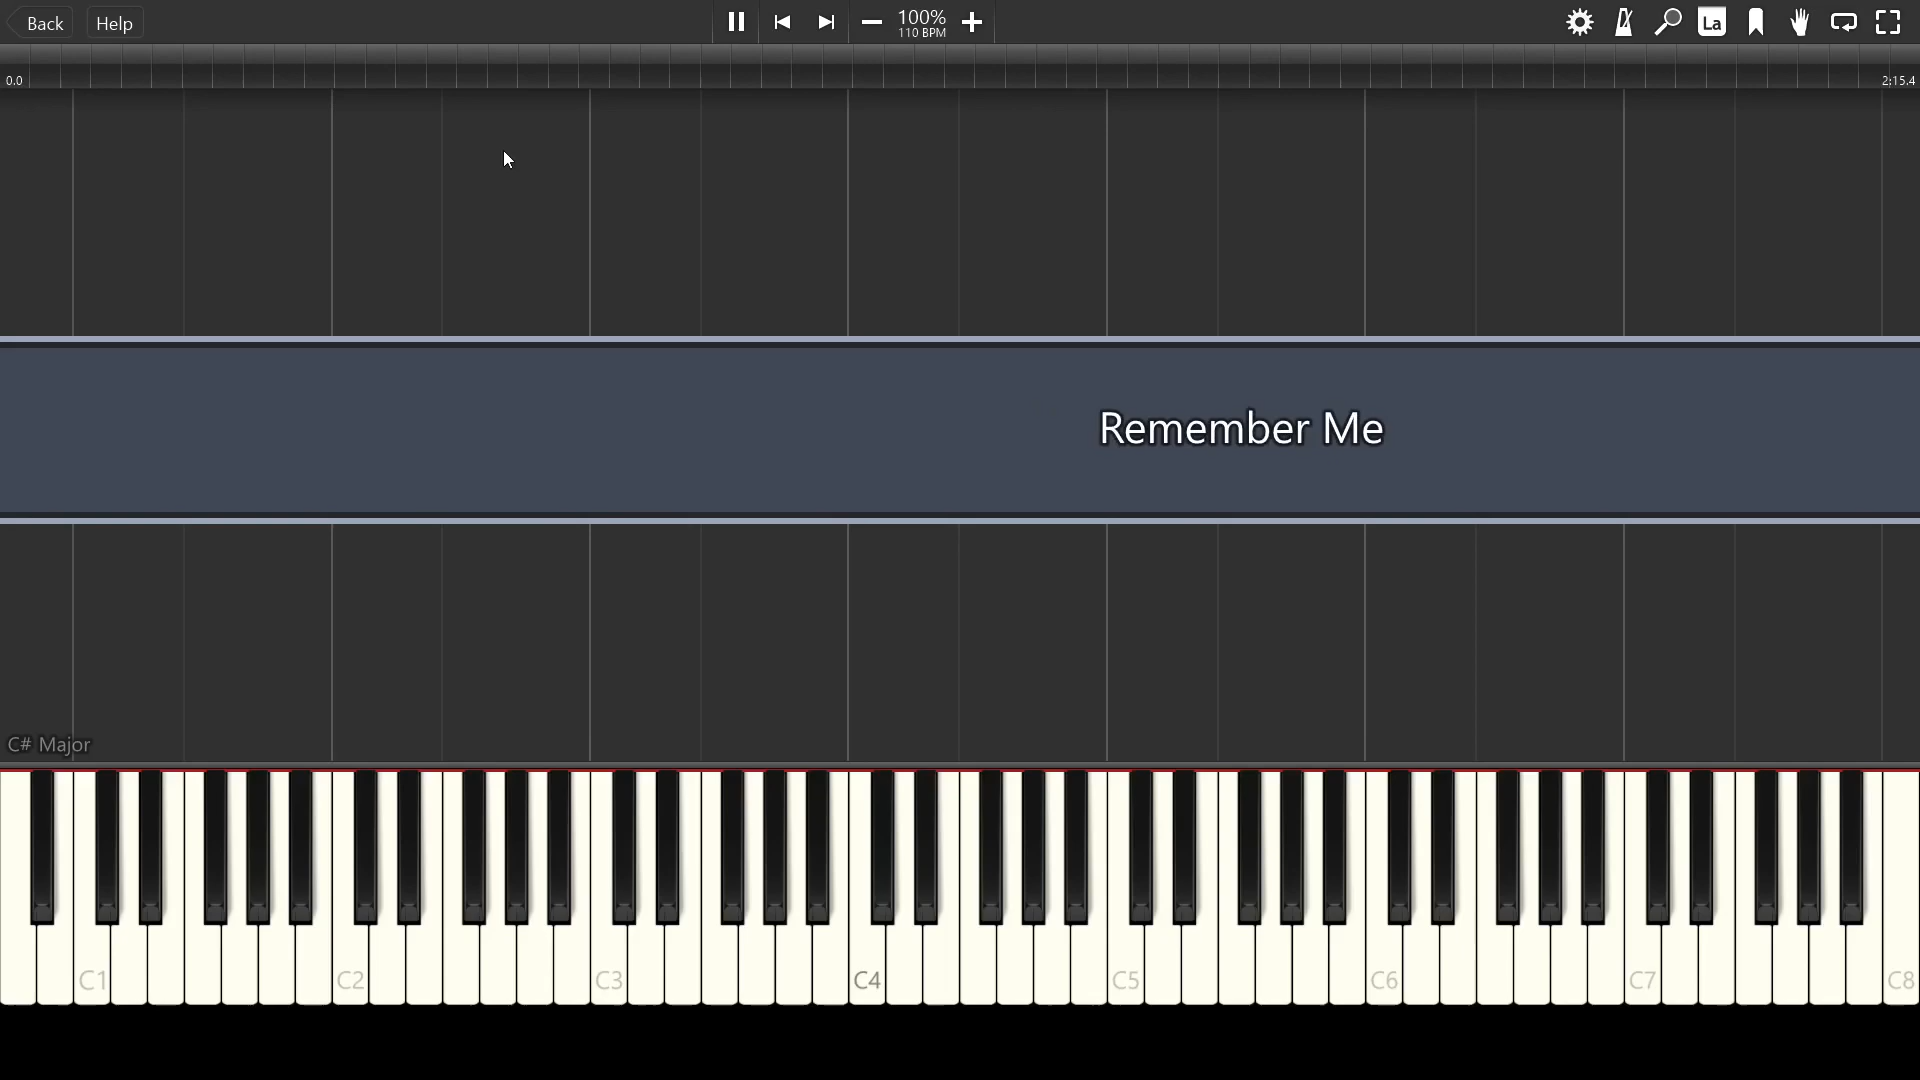 Back
Help
100%
110 BPM
La
0.0
2:15.4
Remember Me
C# Major
C1
C2
C3
C4
C5
C6
C7
C8